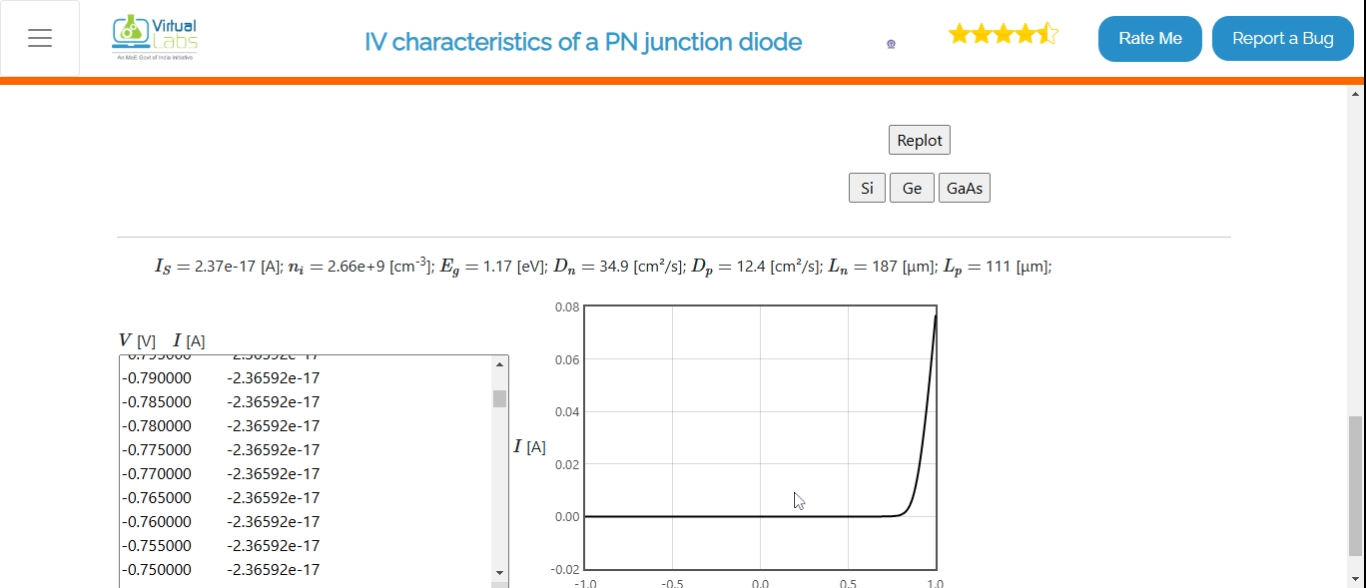 Virtual
Labs
An MoE Govt of India Initiative
IV characteristics of a PN junction diode
Rate Me
Report a Bug
Replot
Si Ge GaAs
I_S = 2.37e-17 [A]; n_i = 2.66e+9 [cm⁻³]; E_g = 1.17 [eV]; D_n = 34.9 [cm²/s]; D_p = 12.4 [cm²/s]; L_n = 187 [μm]; L_p = 111 [μm];
V [V] I [A]
-0.790000 -2.36592e-17
-0.785000 -2.36592e-17
-0.780000 -2.36592e-17
-0.775000 -2.36592e-17
-0.770000 -2.36592e-17
-0.765000 -2.36592e-17
-0.760000 -2.36592e-17
-0.755000 -2.36592e-17
-0.750000 -2.36592e-17
I [A]
0.08
0.06
0.04
0.02
0.00
-0.02
-1.0 -0.5 0.0 0.5 1.0